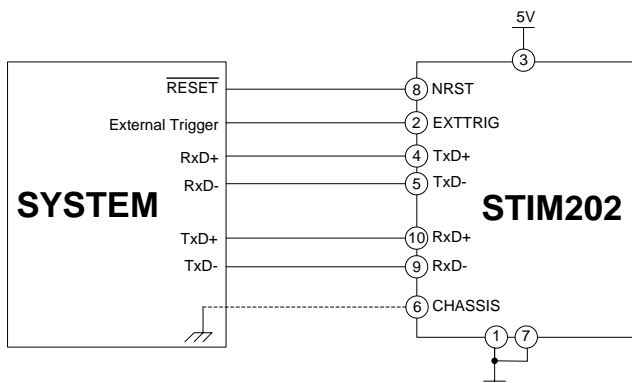 5V
3
RESET 8 NRST
External Trigger 2 EXTTRIG
RxD+ 4 TxD+
RxD- 5 TxD-
SYSTEM STIM202
TxD+ 10 RxD+
TxD- 9 RxD-
6 CHASSIS
1 7